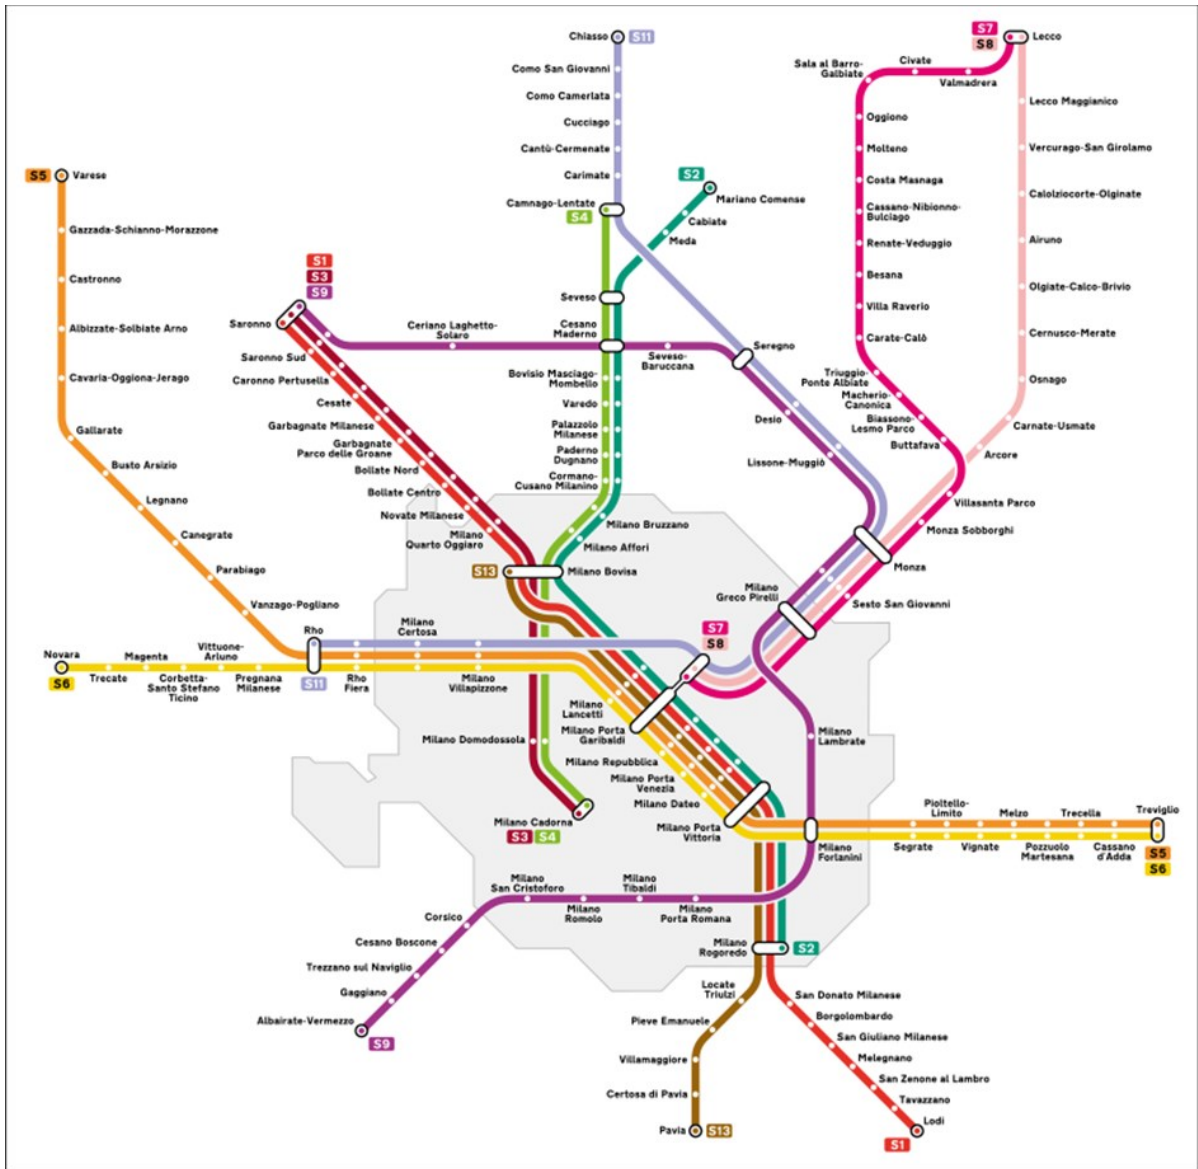 Chiasso
S11
Como San Giovanni
Como Camerlata
Cucciago
Cantù-Cermenate
Carimate
Camnago-Lentate
S4
S2
Mariano Comense
Cabiate
Meda
Seveso
Cesano
Maderno
Bovisio Masciago-
Mombello
Varedo
Palazzolo
Milanese
Paderno
Dugnano
Cormano-
Cusano Milanino
Milano Bruzzano
Milano Affori
S13
Milano Bovisa
S7
S8
Lecco
Civate
Sala al Barro-
Galbiate
Valmadrera
Oggiono
Molteno
Costa Masnaga
Cassano-Nibionno-
Bulciago
Renate-Veduggio
Besana
Villa Raverio
Carate-Calò
Triuggio-
Ponte Albiate
Macherio-
Canonica
Biassono-
Lesmo Parco
Buttafava
Villasanta Parco
Monza Sobborghi
Lecco Maggianico
Vercurago-San Girolamo
Calolziocorte-Olginate
Airuno
Olgiate-Calco-Brivio
Cernusco-Merate
Osnago
Carnate-Usmate
Arcore
Monza
Sesto San Giovanni
Milano
Greco Pirelli
S7
S8
S5
Varese
Gazzada-Schianno-Morazzone
Castronno
Albizzate-Solbiate Arno
Cavaria-Oggiona-Jerago
Gallarate
Busto Arsizio
Legnano
Canegrate
Parabiago
Vanzago-Pogliano
Rho
S11
S1
S3
S9
Saronno
Saronno Sud
Caronno Pertusella
Cesate
Garbagnate Milanese
Garbagnate
Parco delle Groane
Bollate Nord
Bollate Centro
Novate Milanese
Milano
Quarto Oggiaro
Ceriano Laghetto-
Solaro
Seveso-
Baruccana
Seregno
Desio
Lissone-Muggiò
Novara
S6
Trecate
Magenta
Corbetta-
Santo Stefano
Ticino
Vittuone-
Arluno
Pregnana
Milanese
Rho
Fiera
Milano
Certosa
Milano
Villapizzone
Milano
Lancetti
Milano Porta
Garibaldi
Milano Repubblica
Milano Porta
Venezia
Milano Dateo
Milano Porta
Vittoria
Milano Domodossola
Milano Cadorna
S3
S4
Milano
Lambrate
Milano
Forlanini
Segrate
Pioltello-
Limito
Vignate
Melzo
Pozzuolo
Martesana
Trecella
Cassano
d'Adda
Treviglio
S5
S6
Milano
San Cristoforo
Milano
Romolo
Milano
Tibaldi
Milano
Porta Romana
Corsico
Cesano Boscone
Trezzano sul Naviglio
Gaggiano
Albairate-Vermezzo
S9
Milano
Rogoredo
S2
Locate
Triulzi
Pieve Emanuele
Villamaggiore
Certosa di Pavia
Pavia
S13
San Donato Milanese
Borgolombardo
San Giuliano Milanese
Melegnano
San Zenone al Lambro
Tavazzano
Lodi
S1